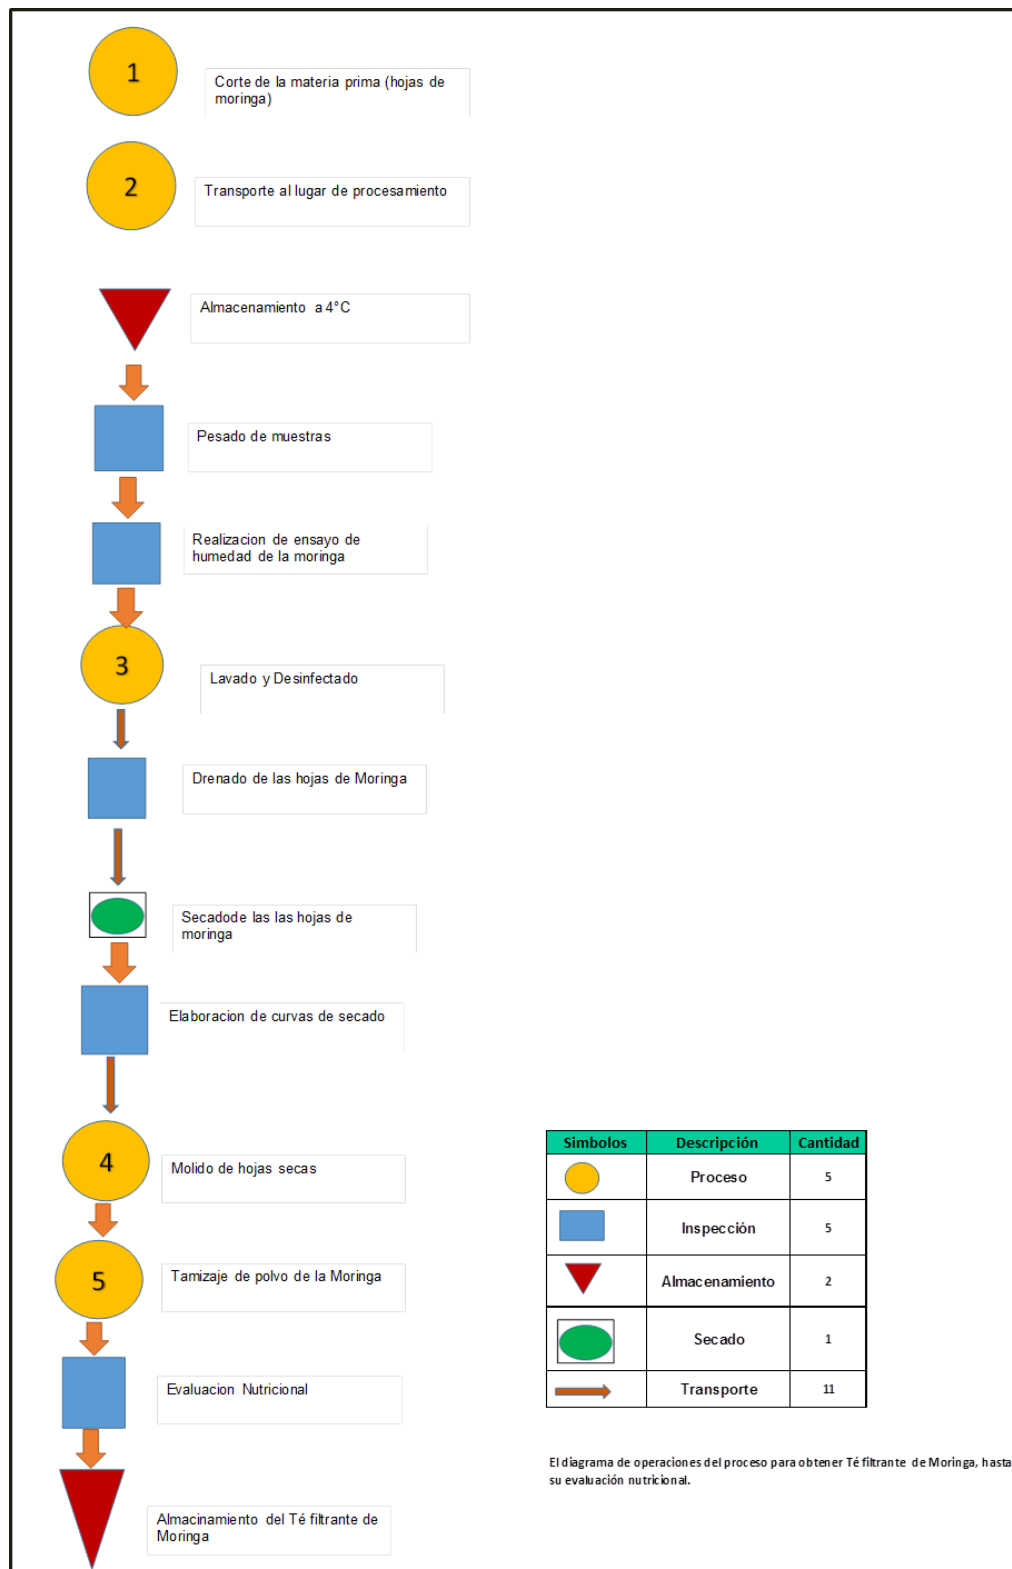 1
Corte de la materia prima (hojas de
moringa)
2
Transporte al lugar de procesamiento
Almacenamiento a 4°C
Pesado de muestras
Realizacion de ensayo de
humedad de la moringa
3
Lavado y Desinfectado
Drenado de las hojas de Moringa
Secadode las las hojas de
moringa
Elaboracion de curvas de secado
4
Molido de hojas secas
5
Tamizaje de polvo de la Moringa
Evaluacion Nutricional
Almacinamiento del Té filtrante de
Moringa
Simbolos Descripción Cantidad
Proceso 5
Inspección 5
Almacenamiento 2
Secado 1
Transporte 11
El diagrama de operaciones del proceso para obtener Té filtrante de Moringa, hasta
su evaluación nutricional.